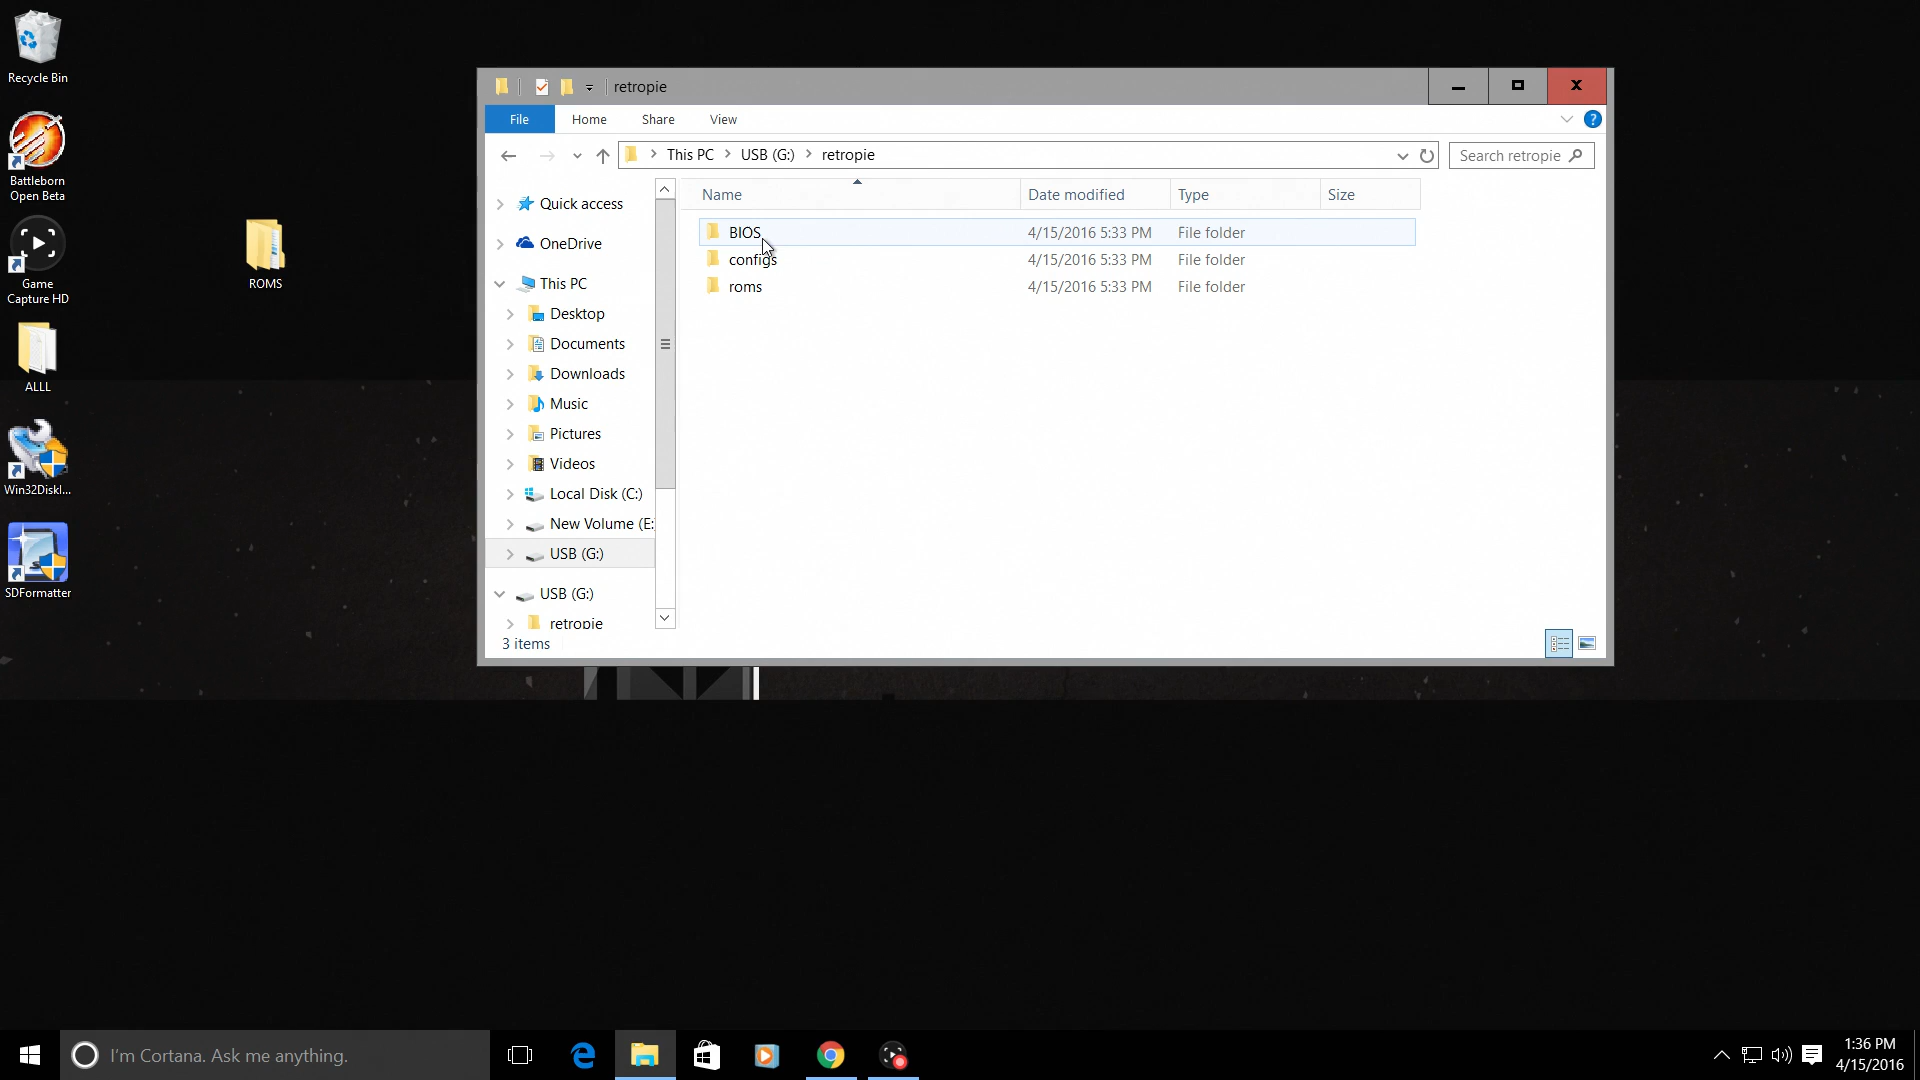 Recycle Bin
Battleborn
Open Beta
Game
Capture HD
ALLL
Win32DiskI...
SDFormatter
ROMS
retropie
File
Home
Share
View
?
This PC
USB (G:)
retropie
Search retropie
Quick access
OneDrive
This PC
Desktop
Documents
Downloads
Music
Pictures
Videos
Local Disk (C:)
New Volume (E:
USB (G:)
USB (G:)
retropie
Name
Date modified
Type
Size
BIOS
4/15/2016 5:33 PM
File folder
configs
4/15/2016 5:33 PM
File folder
roms
4/15/2016 5:33 PM
File folder
3 items
I'm Cortana. Ask me anything.
1:36 PM
4/15/2016